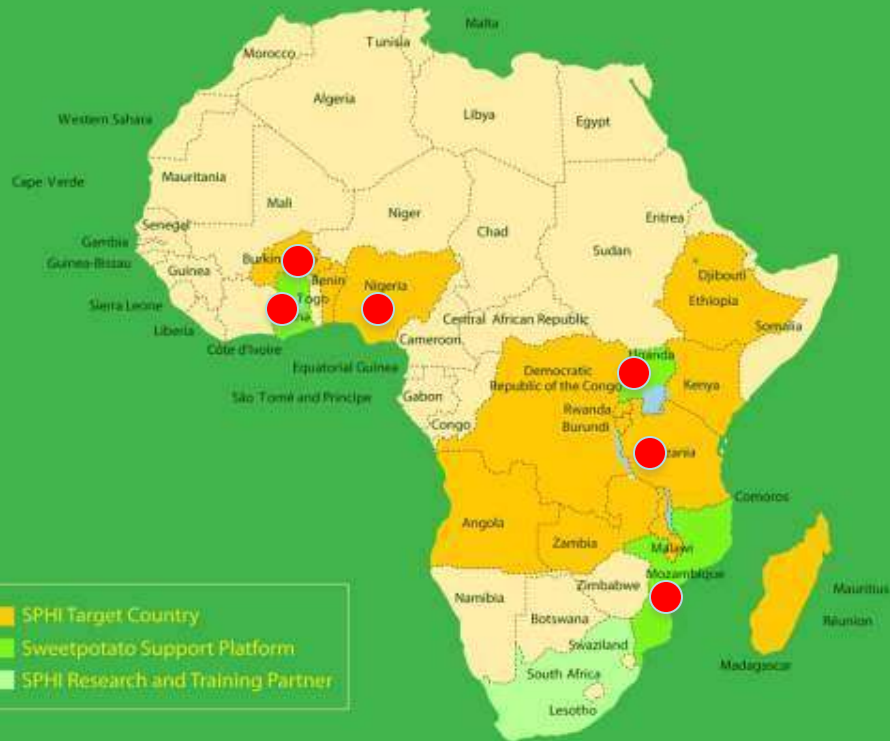 Malta
Tunisia
Morocco
Algeria
Libya
Egypt
Western Sahara
Cape Verde
Mauritania
Mali
Niger
Chad
Sudan
Eritrea
Senegal
Gambia
Guinea-Bissau
Guinea
Burkin
Benin
Nigeria
Djibouti
Ethiopia
Sierra Leone
Togo
Liberia
Central African Republic
Somalia
Cameroon
Côte d'Ivoire
Uganda
Equatorial Guinea
Democratic
Republic of the Congo
Kenya
São Tomé and Principe
Gabon
Rwanda
Congo
Burundi
zania
Comoros
Angola
Zambia
Malawi
Mozambique
Zimbabwe
Namibia
Botswana
Mauritius
Réunion
Swaziland
Madagascar
South Africa
Lesotho
SPHI Target Country
Sweetpotato Support Platform
SPHI Research and Training Partner